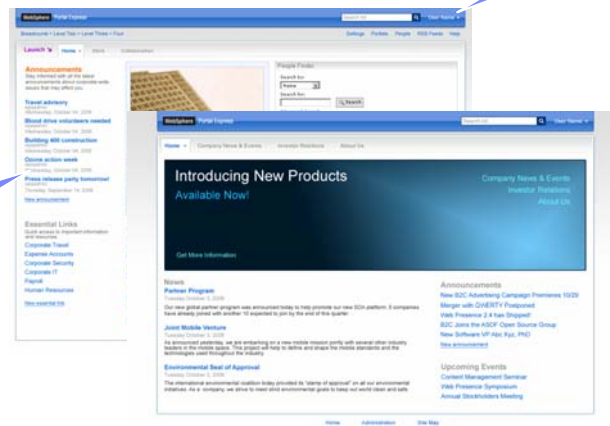 WebSphere Portal Express
Search All
User Name
Breadcrumb > Level Two > Level Three > Four
Settings Portlets People RSS Feeds Help
Launch
Home
Store
Collaboration
Announcements
Stay informed with all the latest
announcements about corporate-wide
issues that may affect you.
Travel advisory
Wednesday, October 04, 2006
Blood drive volunteers needed
Wednesday, October 04, 2006
Building 400 construction
Wednesday, October 04, 2006
Ozone action week
Wednesday, October 04, 2006
Press release party tomorrow!
Thursday, September 14, 2006
New announcement
Essential Links
Quick access to important information
and resources.
Corporate Travel
Expense Accounts
Corporate Security
Corporate IT
Payroll
Human Resources
New essential link
People Finder
Search by:
Name
Search for:
Search
WebSphere Portal Express
User Name
Home
Company News & Events
Investor Relations
About Us
Introducing New Products
Available Now!
Get More Information
Company News & Events
Investor Relations
About Us
News
Partner Program
Tuesday, October 3, 2006
Our new global partner program was announced today to help promote our new SOA platform. 5 companies
have already joined with another 10 expected to join by the end of this quarter.
Joint Mobile Venture
Tuesday, October 3, 2006
As announced yesterday, we are embarking on a new mobile mission jointly with several other industry
leaders in the mobile space. This project will help to define and shape the mobile standards and the
technologies used throughout the industry.
Environmental Seal of Approval
Tuesday, October 3, 2006
The international environmental coalition today provided its "stamp of approval" on all our environmental
initiatives. As a company, we strive to meet strict environmental goals to keep our world clean and safe.
Announcements
New B2C Advertising Campaign Premieres 10/29
Merger with QWERTY Postponed
Web Presence 2.4 has Shipped!
B2C Joins the ASDF Open Source Group
New Software VP Abc Xyz, PhD
New announcement
Upcoming Events
Content Management Seminar
Web Presence Symposium
Annual Stockholders Meeting
Home Administration Site Map